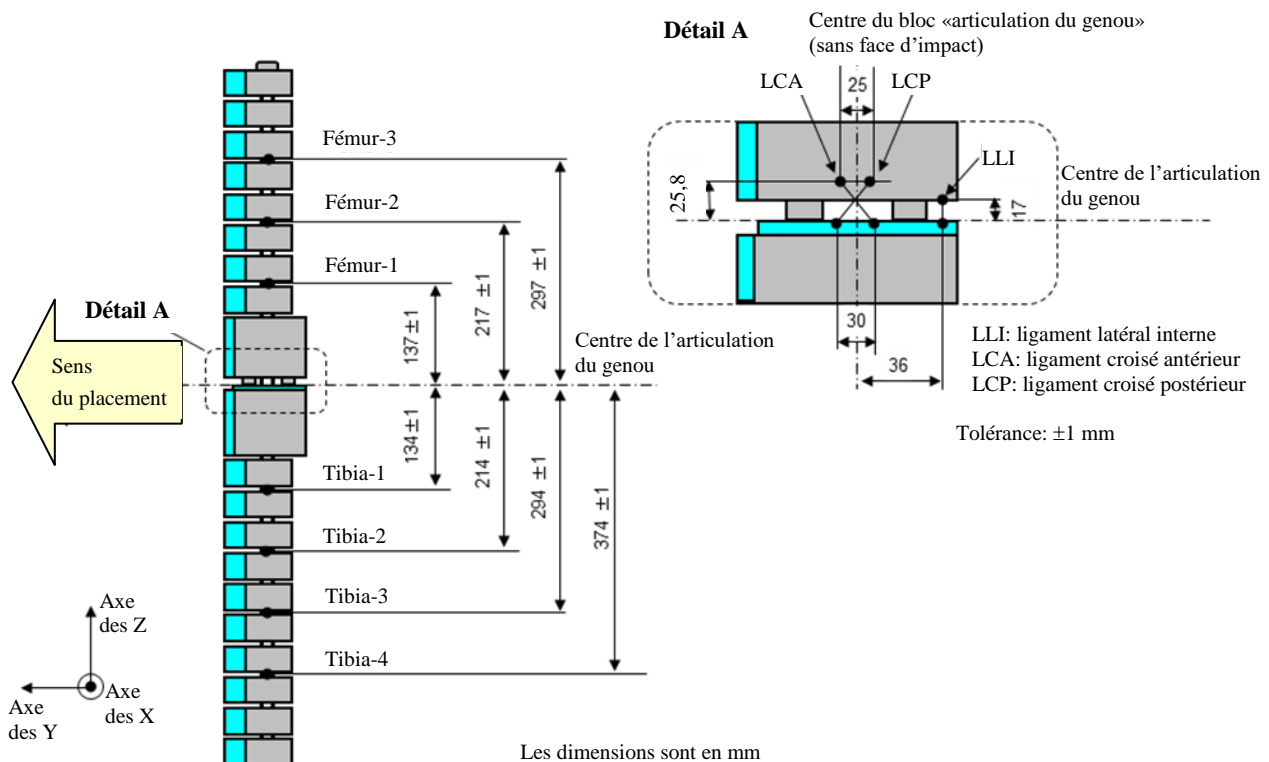 Détail A
Centre du bloc «articulation du genou»
(sans face d’impact)
LCA
25
LCP
Fémur-3
LLI
Centre de l’articulation
du genou
25,8
17
Fémur-2
Fémur-1
297 ±1
217 ±1
137 ±1
Détail A
30
36
LLI: ligament latéral interne
LCA: ligament croisé antérieur
LCP: ligament croisé postérieur
Centre de l’articulation
du genou
Sens
du placement
Tolérance: ±1 mm
134 ±1
214 ±1
294 ±1
374 ±1
Tibia-1
Tibia-2
Tibia-3
Tibia-4
Axe
des Z
Axe
des X
Axe
des Y
Les dimensions sont en mm